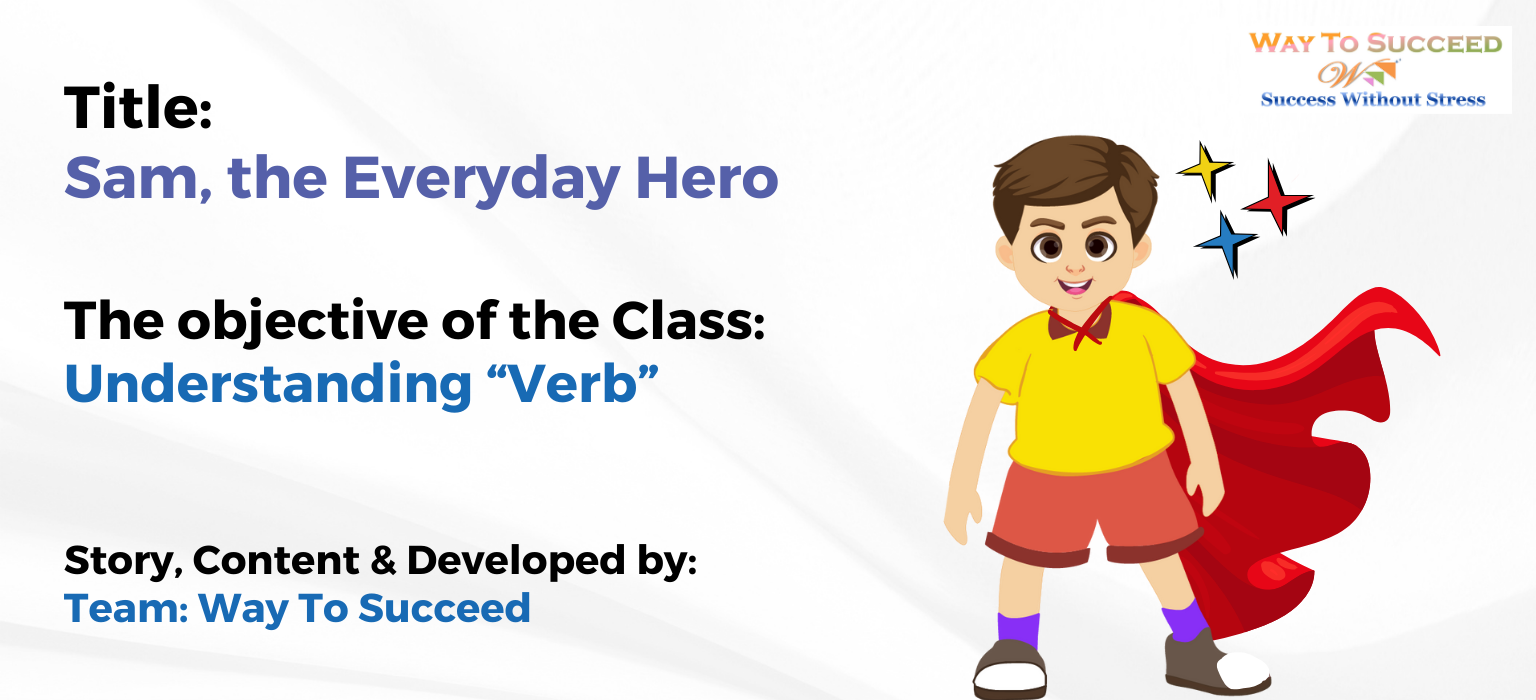 Title:
Sam, the Everyday Hero
The objective of the Class:
Understanding “Verb”
Story, Content & Developed by:
Team: Way To Succeed
WAY TO SUCCEED
W
Success Without Stress